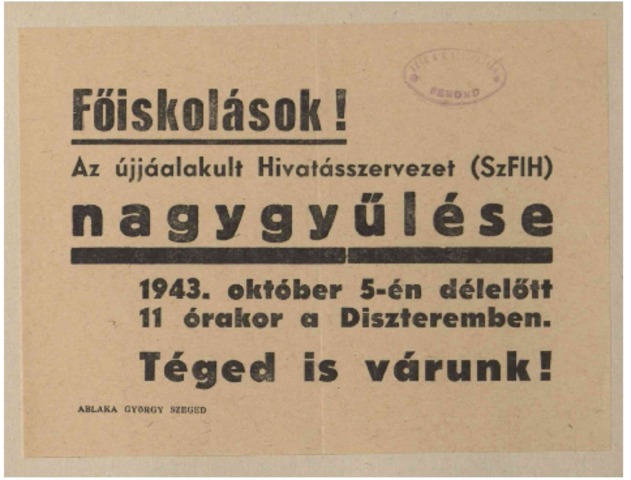 Főiskolások!
Az újjáalakult Hivatásszervezet (SzFIH)
nagygyűlése
1943. október 5-én délelőtt
11 órakor a Diszteremben.
Téged is várunk!
ABLAKA GYÖRGY SZEGED